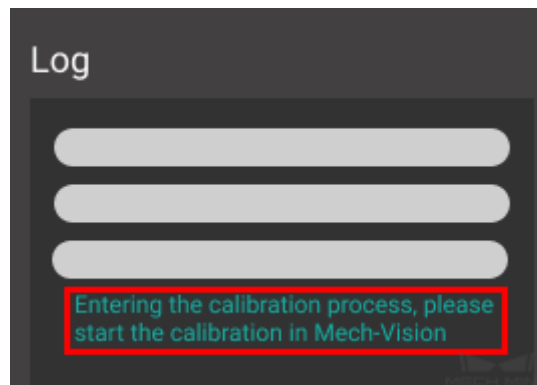 Log
Entering the calibration process, please
start the calibration in Mech-Vision